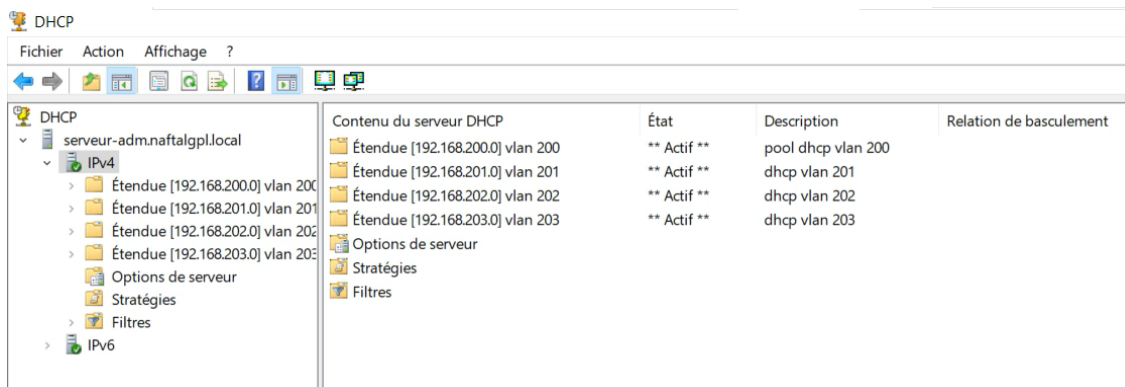 DHCP
Fichier Action Affichage ?
DHCP
serveur-adm.naftalgpl.local
IPv4
Étendue [192.168.200.0] vlan 200
Étendue [192.168.201.0] vlan 201
Étendue [192.168.202.0] vlan 202
Étendue [192.168.203.0] vlan 203
Options de serveur
Stratégies
Filtres
IPv6
Contenu du serveur DHCP État Description Relation de basculement
Étendue [192.168.200.0] vlan 200 ** Actif ** pool dhcp vlan 200
Étendue [192.168.201.0] vlan 201 ** Actif ** dhcp vlan 201
Étendue [192.168.202.0] vlan 202 ** Actif ** dhcp vlan 202
Étendue [192.168.203.0] vlan 203 ** Actif ** dhcp vlan 203
Options de serveur
Stratégies
Filtres